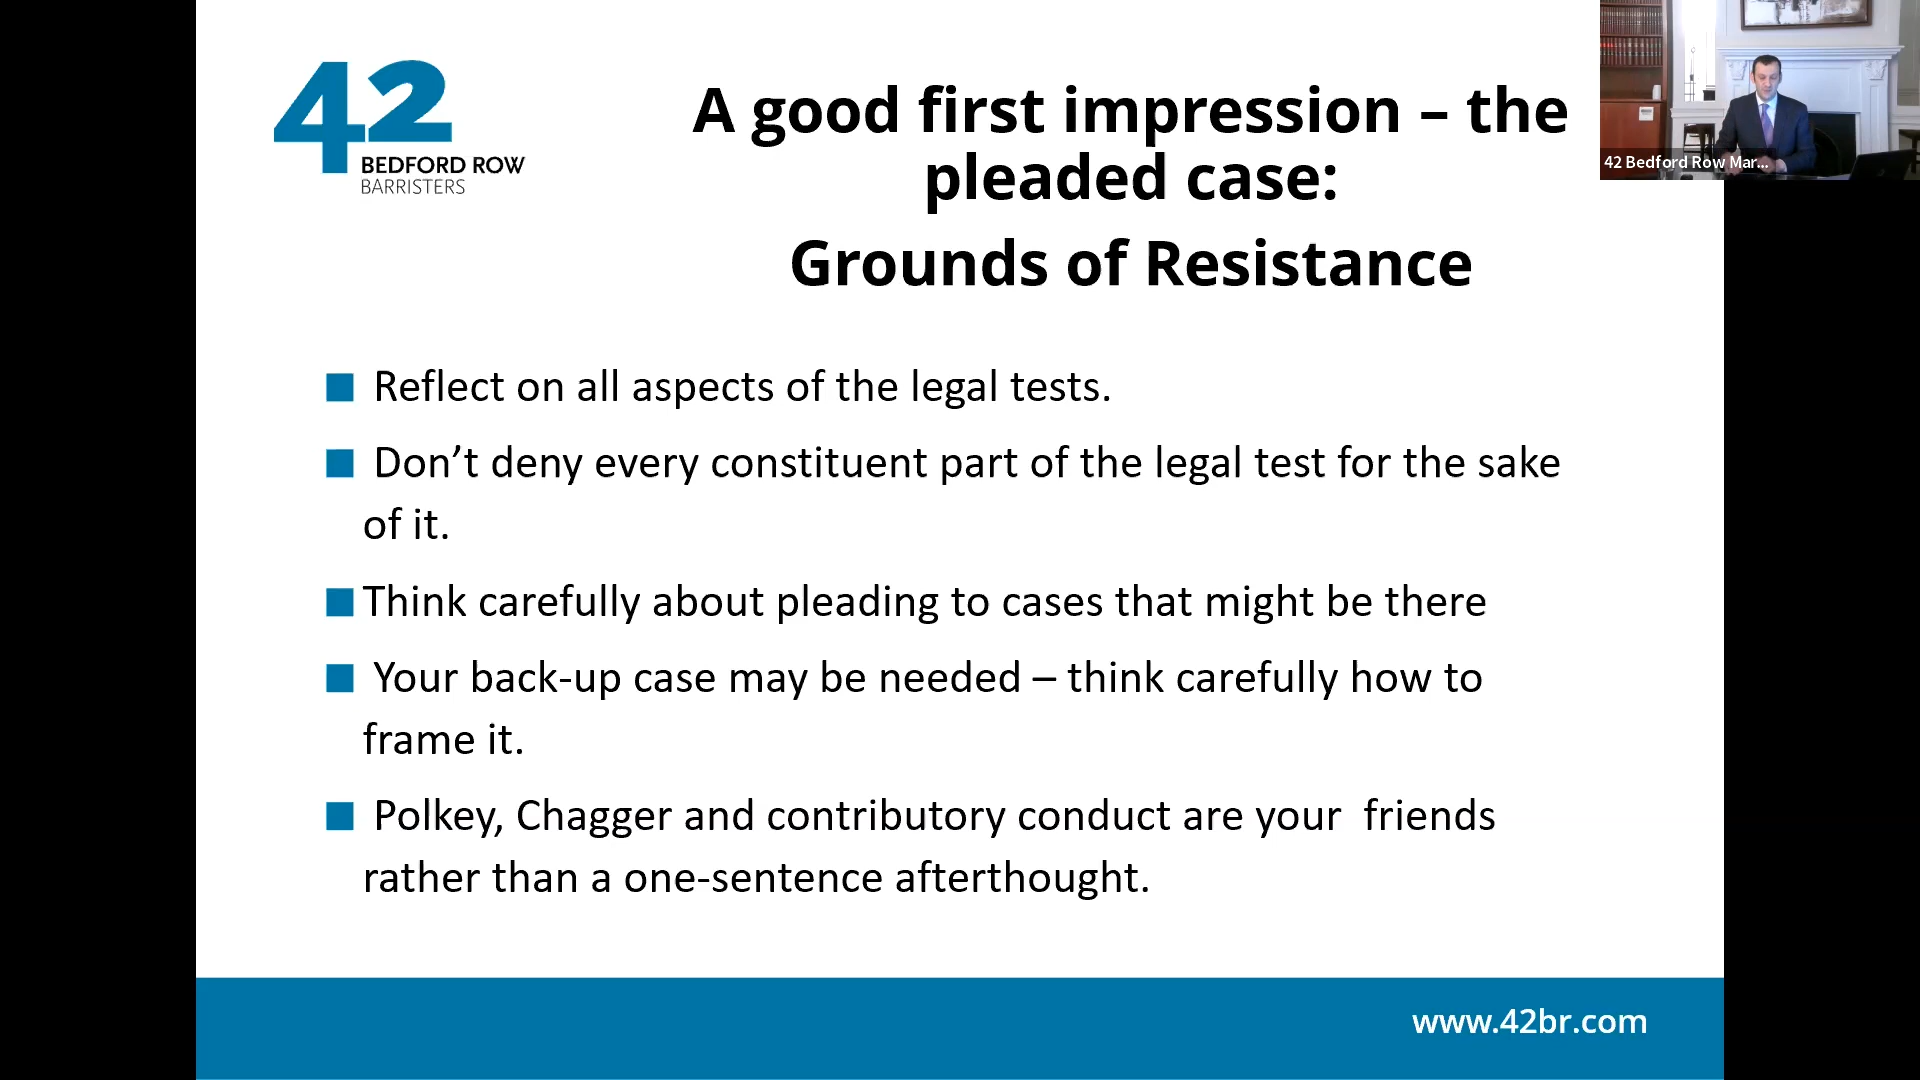 42
BEDFORD ROW
BARRISTERS
A good first impression – the
pleaded case:
Grounds of Resistance
42 Bedford Row Mar...
Reflect on all aspects of the legal tests.
Don’t deny every constituent part of the legal test for the sake
of it.
Think carefully about pleading to cases that might be there
Your back-up case may be needed – think carefully how to
frame it.
Polkey, Chagger and contributory conduct are your  friends
rather than a one-sentence afterthought.
www.42br.com